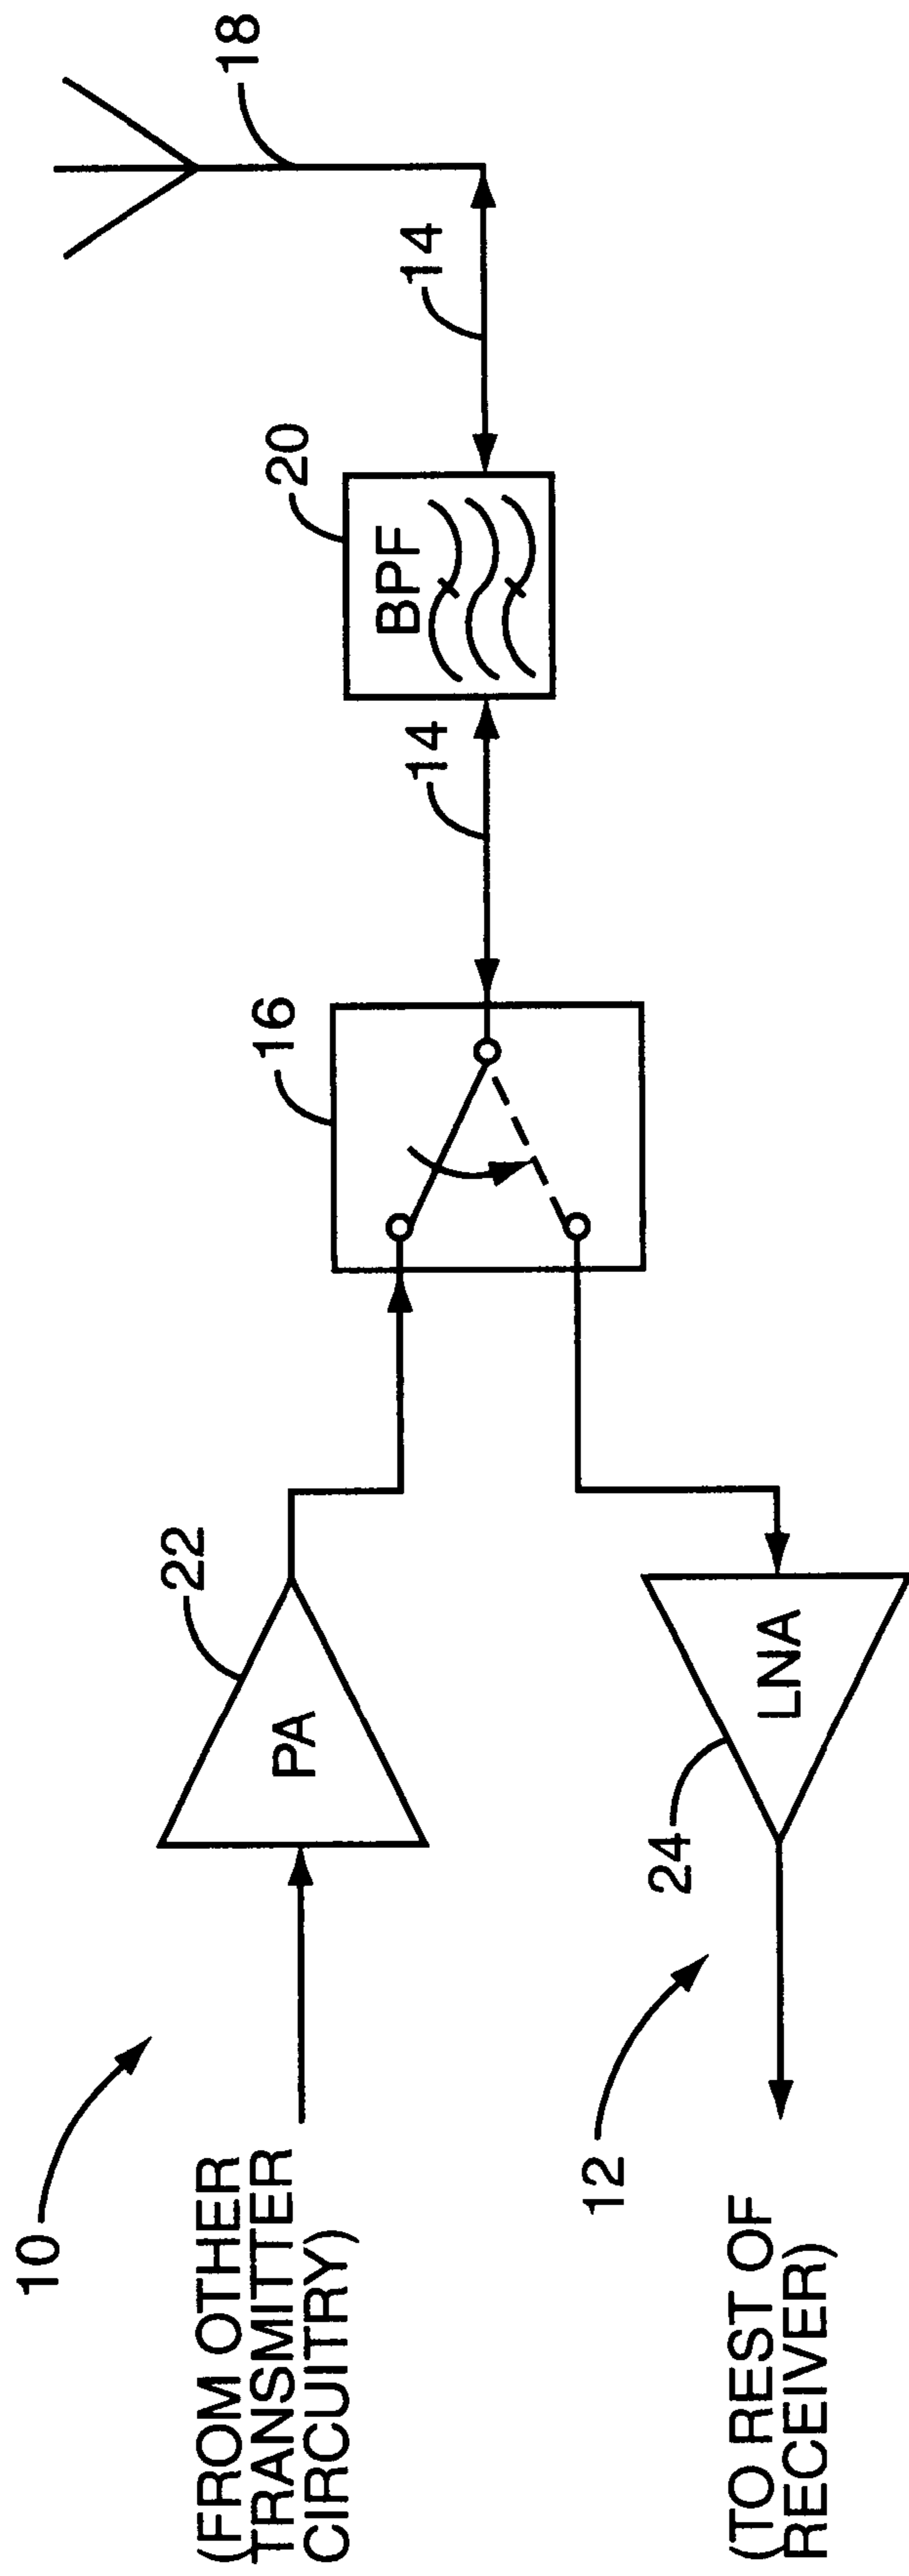 10
(FROM OTHER
TRANSMITTER
CIRCUITRY)
PA
22
16
14
BPF
20
14
18
12
(TO REST OF
RECEIVER)
24
LNA